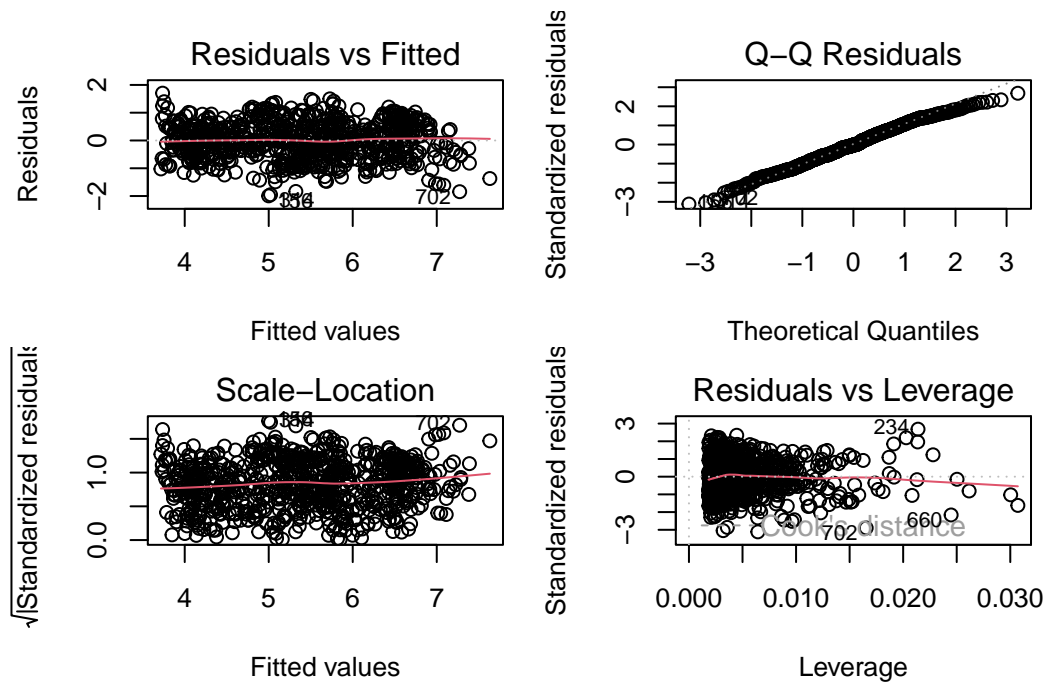 Residuals vs Fitted
Residuals
2
0
−2
4
5
6
7
Fitted values
702
Q−Q Residuals
Standardized residuals
2
0
−3
−3
−1
0
1
2
3
Theoretical Quantiles
Scale−Location
√|Standardized residuals
1.0
0.0
4
5
6
7
Fitted values
702
Residuals vs Leverage
Standardized residuals
3
0
−3
0.000
0.010
0.020
0.030
Leverage
234
660
702
Cook's distance